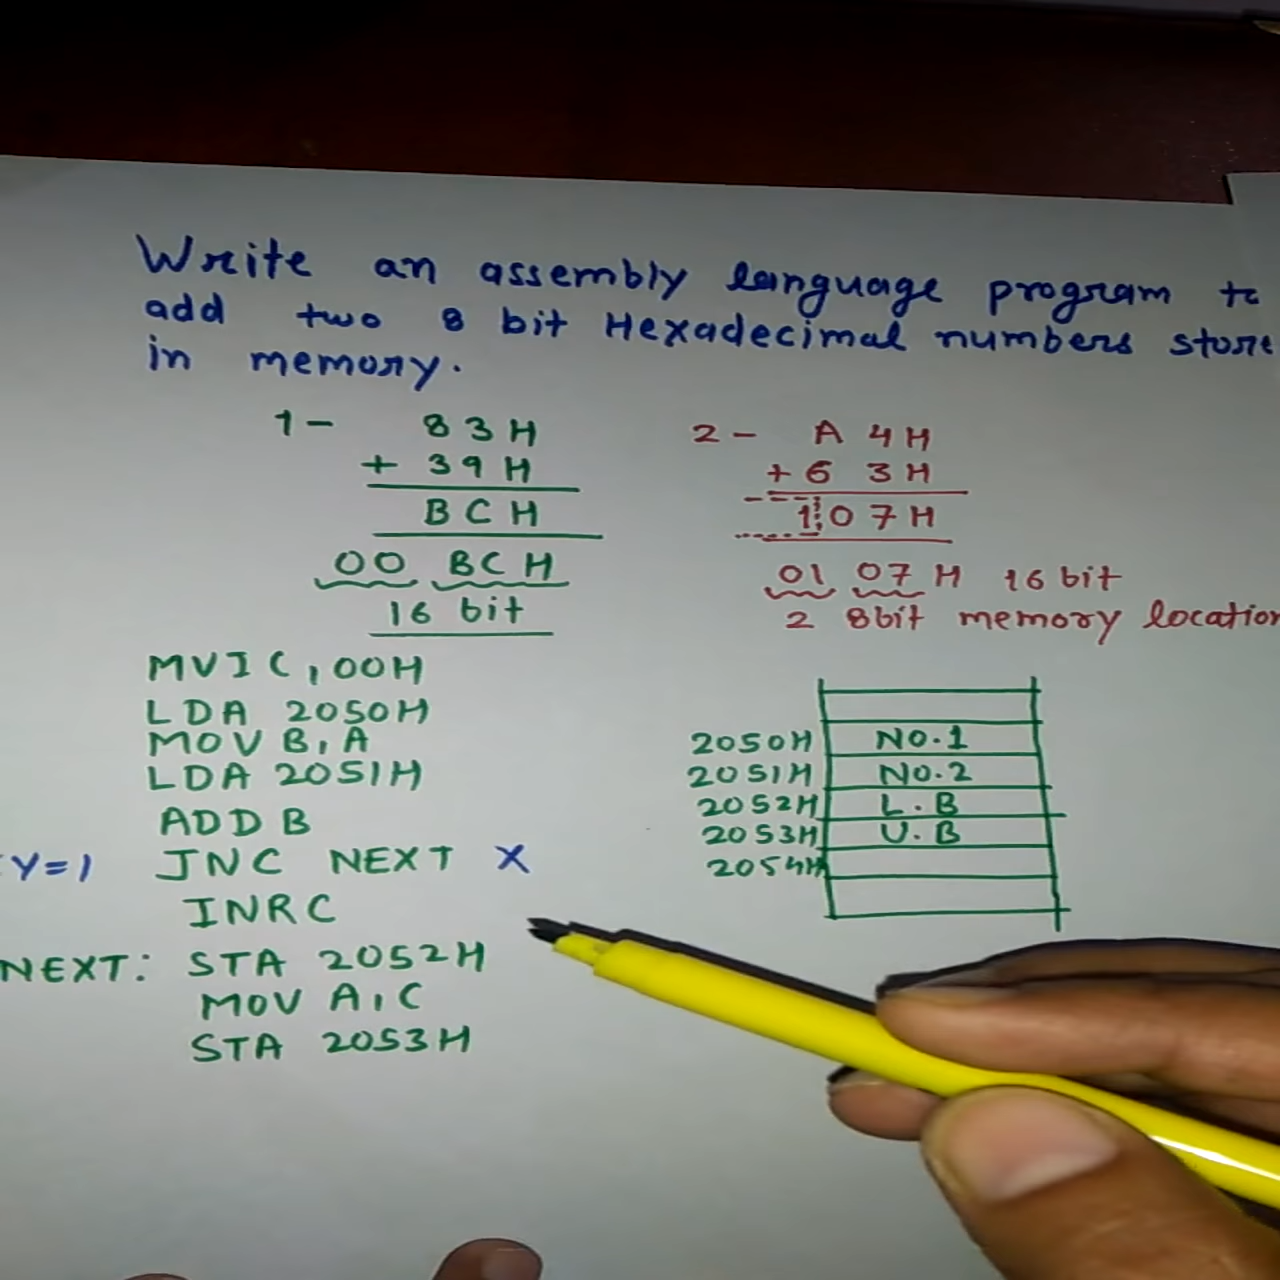 Write an assembly language program to
add two 8 bit Hexadecimal numbers store
in memory.
1- 83H
+ 39H
BCH
00 BCH
16 bit
2- A4H
+ 63H
1 07H
01 07H 16 bit
2 8bit memory location
MVI C, 00H
LDA 2050H
MOV B, A
LDA 2051H
ADD B
Y=1 JNC NEXT X
INR C
NEXT: STA 2052H
MOV A, C
STA 2053H
2050H NO.1
2051H NO.2
2052H L.B
2053H U.B
2054H